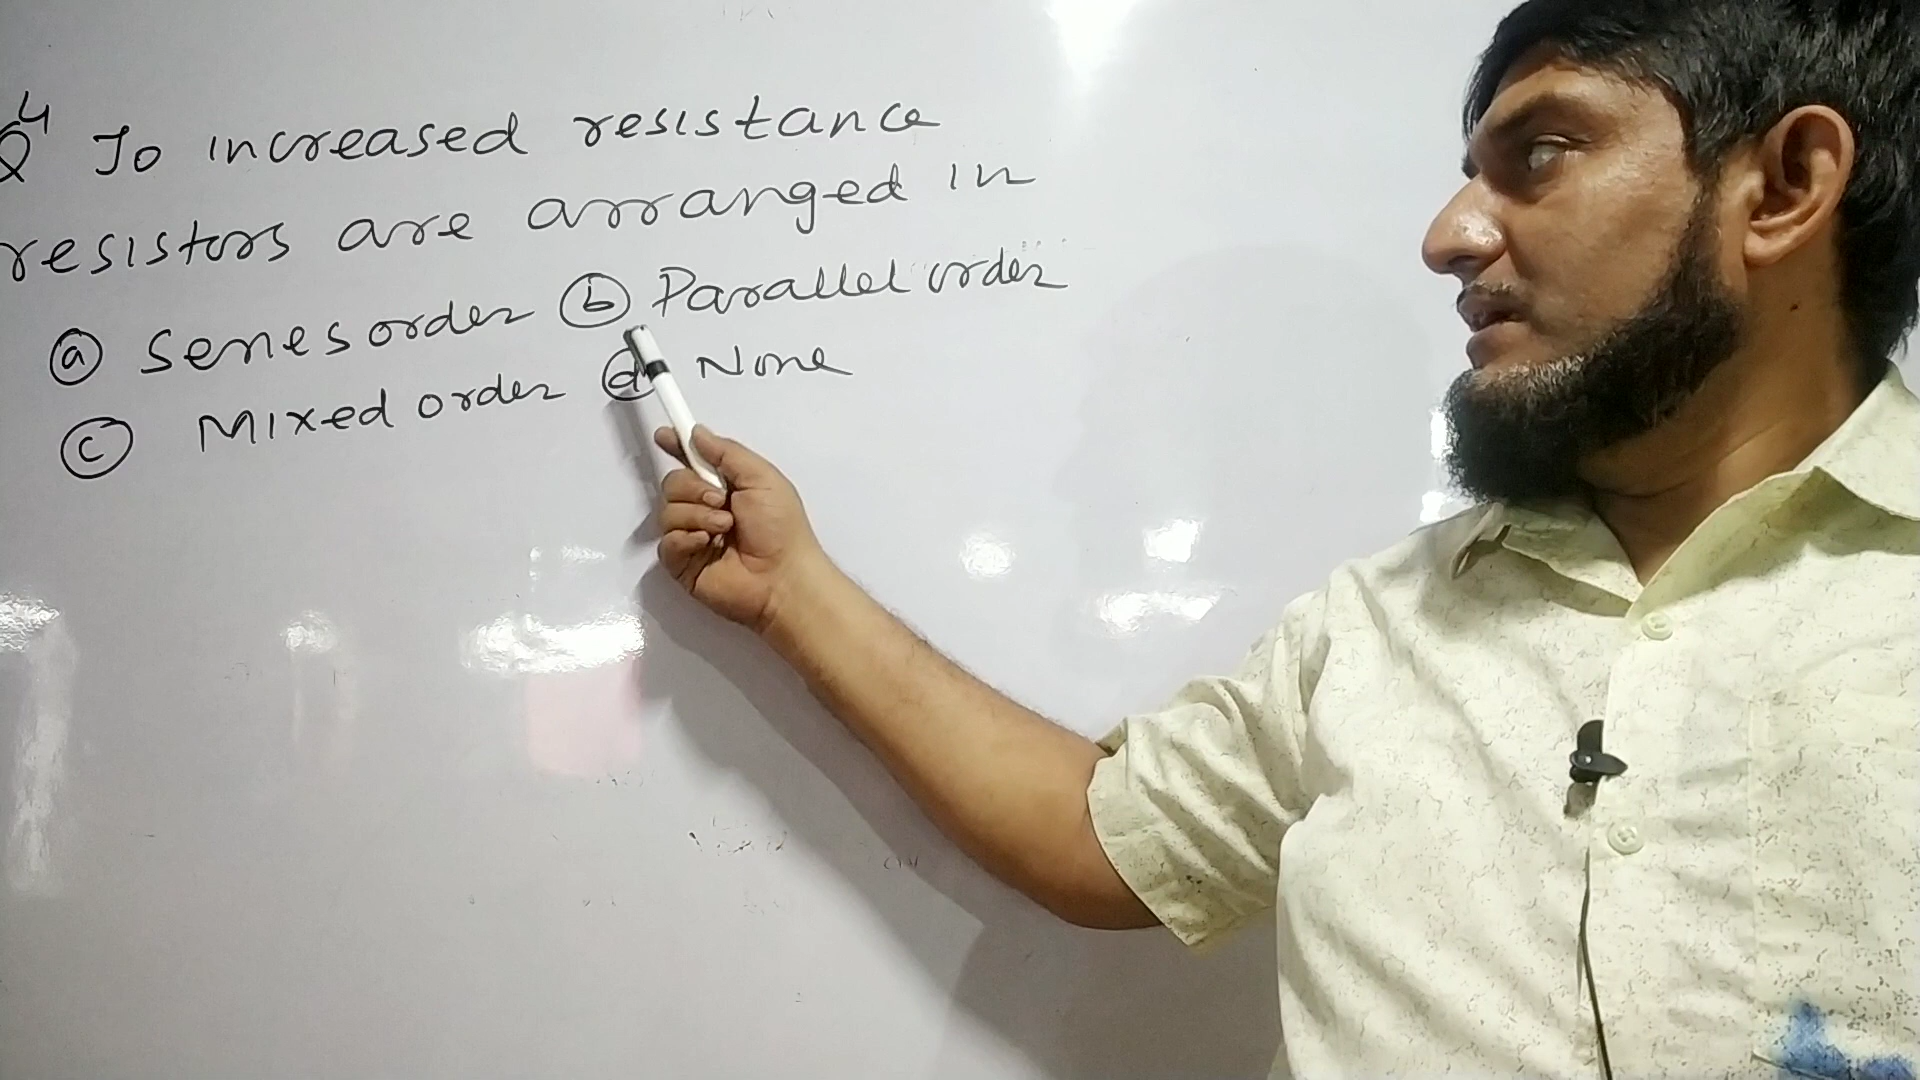 Q4 To increased resistance
resistors are arranged in
(a) Series order (b) Parallel order
(c) Mixed order (d) None